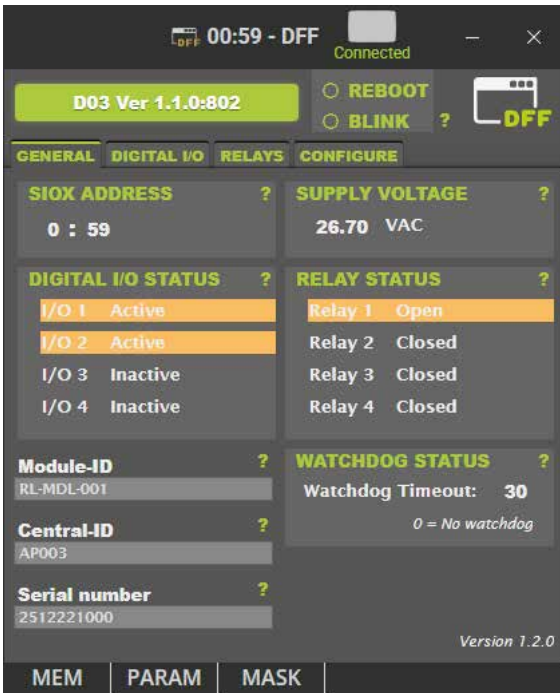 DFF 00:59 - DFF
Connected
D03 Ver 1.1.0:802
REBOOT
BLINK ?
DFF
GENERAL DIGITAL I/O RELAYS CONFIGURE
SIOX ADDRESS ?
0 : 59
SUPPLY VOLTAGE ?
26.70 VAC
DIGITAL I/O STATUS ?
I/O 1 Active
I/O 2 Active
I/O 3 Inactive
I/O 4 Inactive
RELAY STATUS ?
Relay 1 Open
Relay 2 Closed
Relay 3 Closed
Relay 4 Closed
Module-ID ?
RL-MDL-001
Central-ID ?
AP003
Serial number ?
2512221000
WATCHDOG STATUS ?
Watchdog Timeout: 30
0 = No watchdog
Version 1.2.0
MEM PARAM MASK